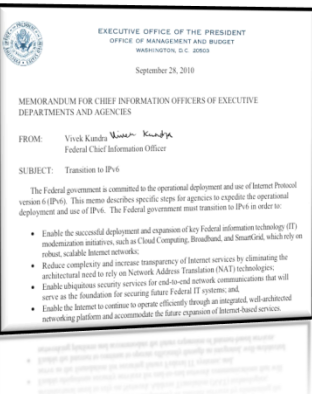 EXECUTIVE OFFICE OF THE PRESIDENT
OFFICE OF MANAGEMENT AND BUDGET
WASHINGTON, D.C. 20503
September 28, 2010
MEMORANDUM FOR CHIEF INFORMATION OFFICERS OF EXECUTIVE
DEPARTMENTS AND AGENCIES
FROM: Vivek Kundra Vivek Kundra
Federal Chief Information Officer
SUBJECT: Transition to IPv6
The Federal government is committed to the operational deployment and use of Internet Protocol
version 6 (IPv6). This memo describes specific steps for agencies to expedite the operational
deployment and use of IPv6. The Federal government must transition to IPv6 in order to:
• Enable the successful deployment and expansion of key Federal information technology (IT)
modernization initiatives, such as Cloud Computing, Broadband, and SmartGrid, which rely on
robust, scalable Internet networks;
• Reduce complexity and increase transparency of Internet services by eliminating the
architectural need to rely on Network Address Translation (NAT) technologies;
• Enable ubiquitous security services for end-to-end network communications that will
serve as the foundation for securing future Federal IT systems; and,
• Enable the Internet to continue to operate efficiently through an integrated, well-architected
networking platform and accommodate the future expansion of Internet-based services.